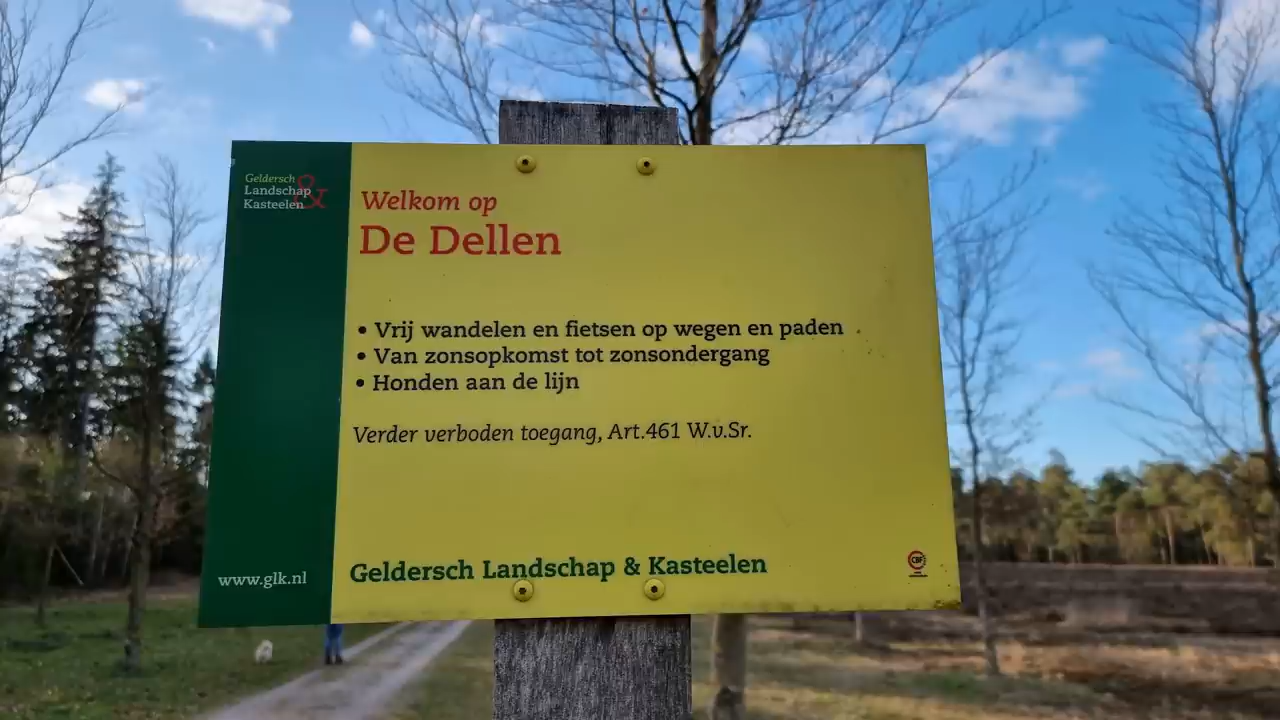 Geldersch
Landschap
&
Kasteelen
Welkom op
De Dellen
• Vrij wandelen en fietsen op wegen en paden
• Van zonsopkomst tot zonsondergang
• Honden aan de lijn
Verder verboden toegang, Art.461 W.v.Sr.
www.glk.nl
Geldersch Landschap & Kasteelen
CBF